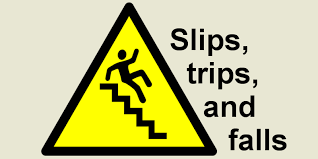 Slips,
trips,
and
falls